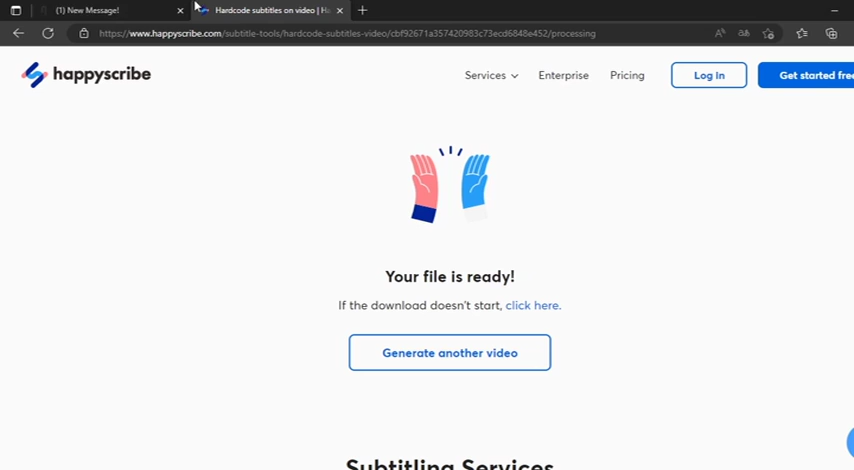 (1) New Message!
Hardcode subtitles on video | Ha
https://www.happyscribe.com/subtitle-tools/hardcode-subtitles-video/cbf92671a357420983c73ecd6848e452/processing
happyscribe
Services
Enterprise
Pricing
Log In
Get started free
Your file is ready!
If the download doesn't start, click here.
Generate another video
Subtitling Services